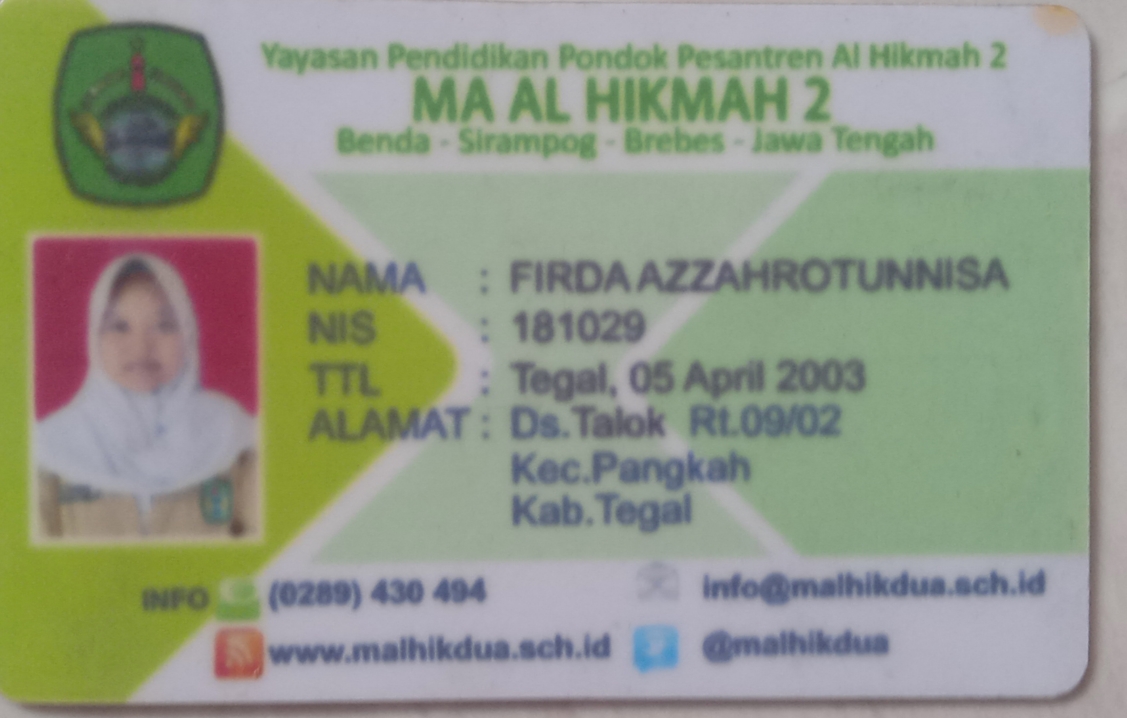 Yayasan Pendidikan Pondok Pesantren Al Hikmah 2
MA AL HIKMAH 2
Benda - Sirampog - Brebes - Jawa Tengah
NAMA : FIRDA AZZAHROTUNNISA
NIS : 181029
TTL : Tegal, 05 April 2003
ALAMAT : Ds.Talok Rt.09/02
Kec.Pangkah
Kab.Tegal
INFO (0289) 430 494 info@malhikdua.sch.id
www.malhikdua.sch.id @malhikdua